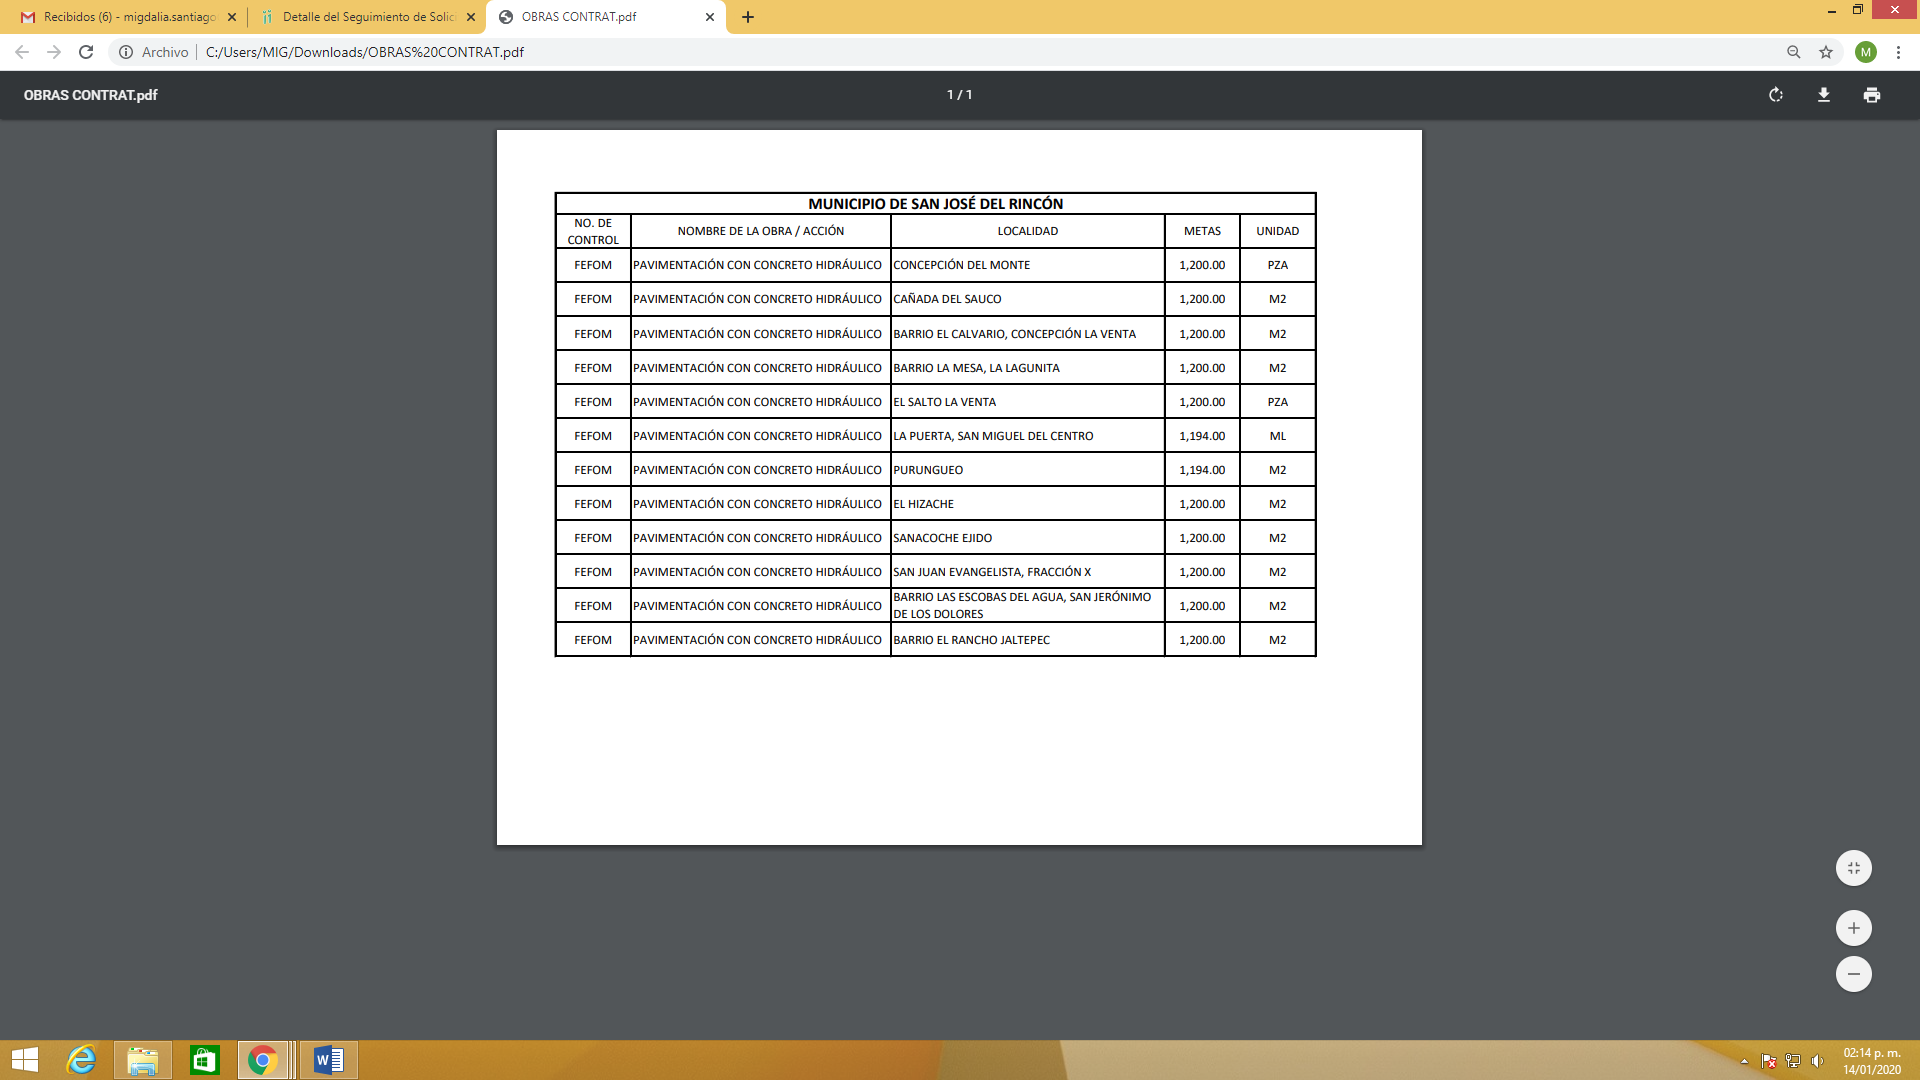 Recibidos (6) - migdalia.santiago
Detalle del Seguimiento de Solici
OBRAS CONTRAT.pdf
Archivo
C:/Users/MIG/Downloads/OBRAS%20CONTRAT.pdf
M
OBRAS CONTRAT.pdf
1 / 1
MUNICIPIO DE SAN JOSÉ DEL RINCÓN
NO. DE CONTROL NOMBRE DE LA OBRA / ACCIÓN LOCALIDAD METAS UNIDAD
FEFOM PAVIMENTACIÓN CON CONCRETO HIDRÁULICO CONCEPCIÓN DEL MONTE 1,200.00 PZA
FEFOM PAVIMENTACIÓN CON CONCRETO HIDRÁULICO CAÑADA DEL SAUCO 1,200.00 M2
FEFOM PAVIMENTACIÓN CON CONCRETO HIDRÁULICO BARRIO EL CALVARIO, CONCEPCIÓN LA VENTA 1,200.00 M2
FEFOM PAVIMENTACIÓN CON CONCRETO HIDRÁULICO BARRIO LA MESA, LA LAGUNITA 1,200.00 M2
FEFOM PAVIMENTACIÓN CON CONCRETO HIDRÁULICO EL SALTO LA VENTA 1,200.00 PZA
FEFOM PAVIMENTACIÓN CON CONCRETO HIDRÁULICO LA PUERTA, SAN MIGUEL DEL CENTRO 1,194.00 ML
FEFOM PAVIMENTACIÓN CON CONCRETO HIDRÁULICO PURUNGUEO 1,194.00 M2
FEFOM PAVIMENTACIÓN CON CONCRETO HIDRÁULICO EL HIZACHE 1,200.00 M2
FEFOM PAVIMENTACIÓN CON CONCRETO HIDRÁULICO SANACOCHE EJIDO 1,200.00 M2
FEFOM PAVIMENTACIÓN CON CONCRETO HIDRÁULICO SAN JUAN EVANGELISTA, FRACCIÓN X 1,200.00 M2
FEFOM PAVIMENTACIÓN CON CONCRETO HIDRÁULICO BARRIO LAS ESCOBAS DEL AGUA, SAN JERÓNIMO DE LOS DOLORES 1,200.00 M2
FEFOM PAVIMENTACIÓN CON CONCRETO HIDRÁULICO BARRIO EL RANCHO JALTEPEC 1,200.00 M2
02:14 p. m.
14/01/2020